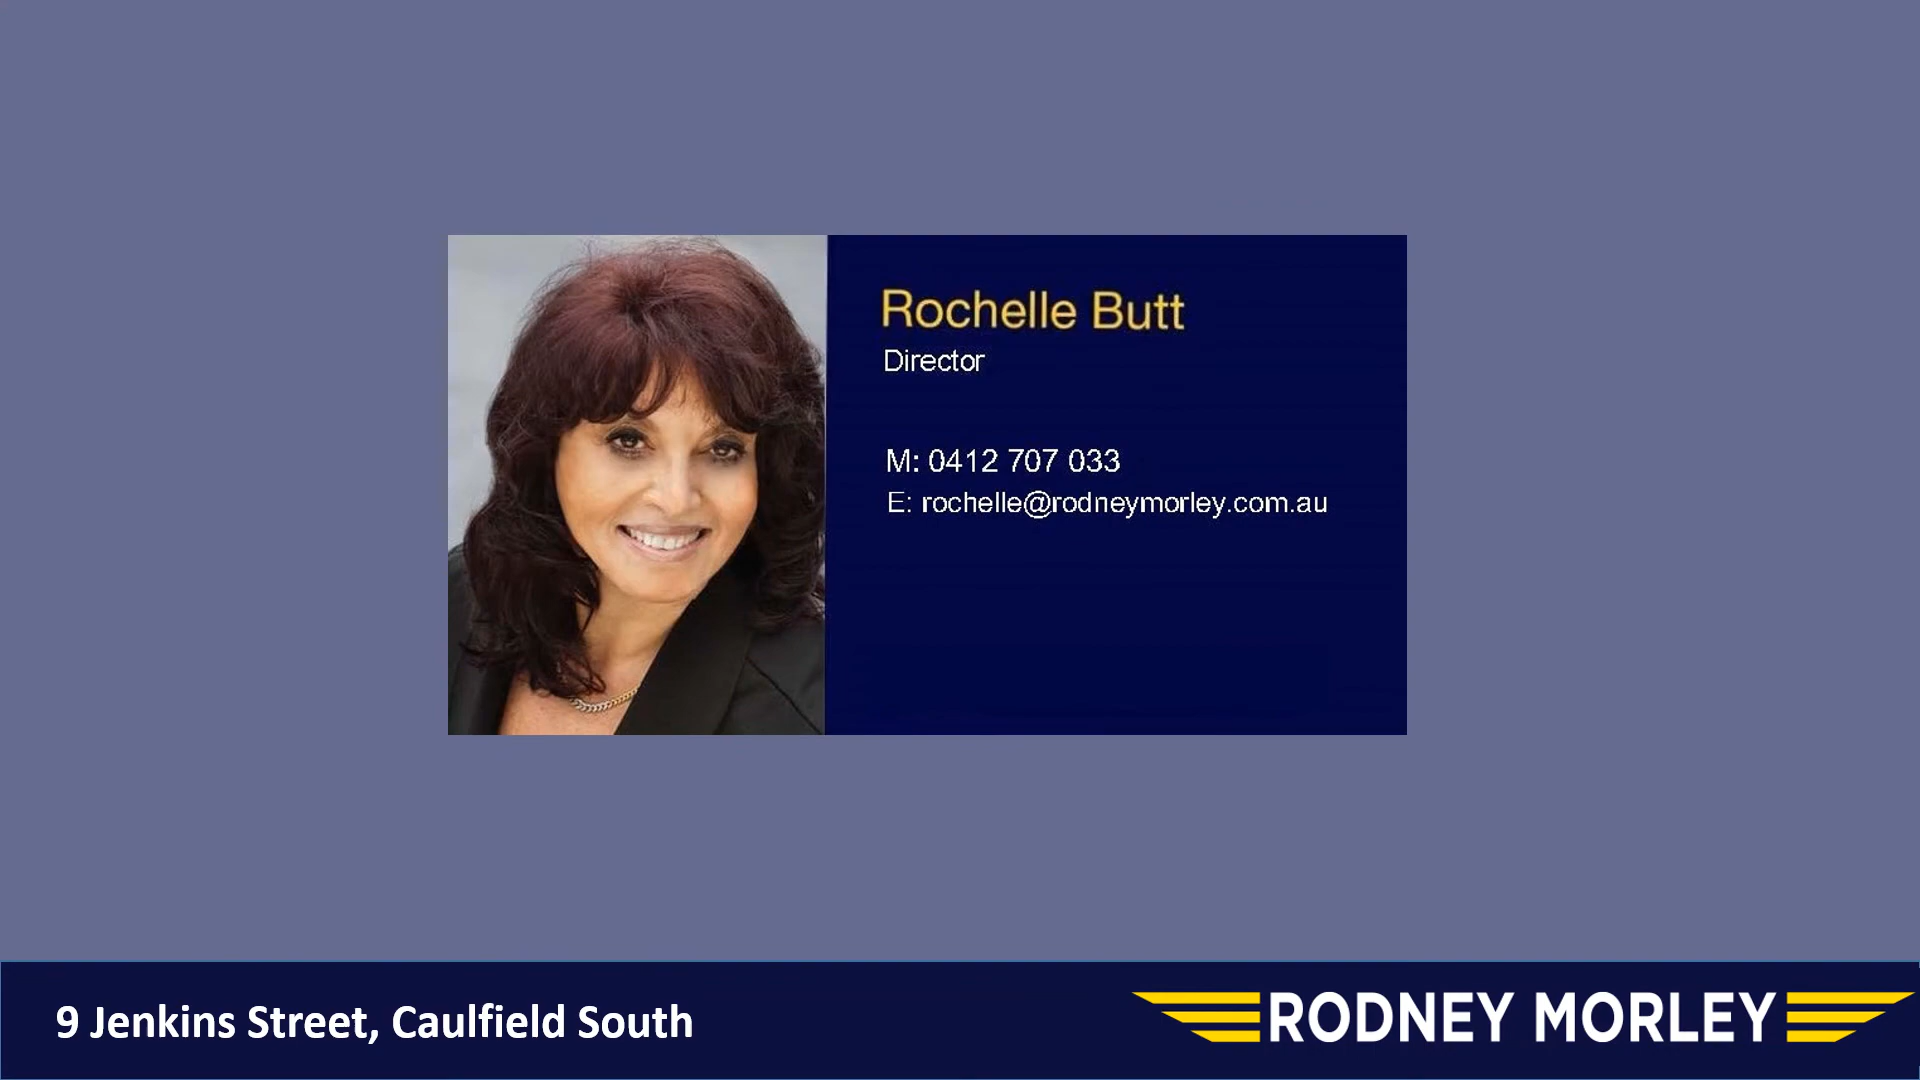 Rochelle Butt
Director
M: 0412 707 033
E: rochelle@rodneymorley.com.au
9 Jenkins Street, Caulfield South
RODNEY MORLEY